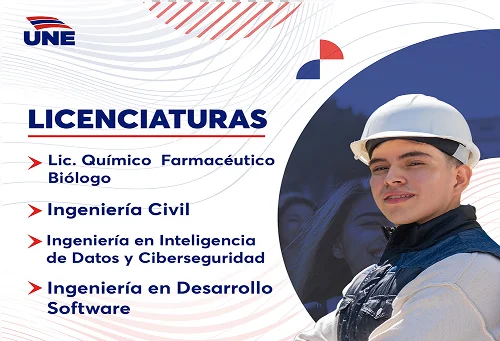 UNE
LICENCIATURAS
Lic. Químico Farmacéutico
Biólogo
Ingeniería Civil
Ingeniería en Inteligencia
de Datos y Ciberseguridad
Ingeniería en Desarrollo
Software